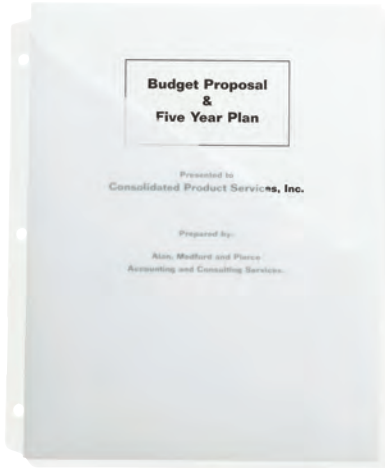 Budget Proposal
&
Five Year Plan
Presented to
Consolidated Product Services, Inc.
Prepared by:
Alan, Medford and Pierce
Accounting and Consulting Services